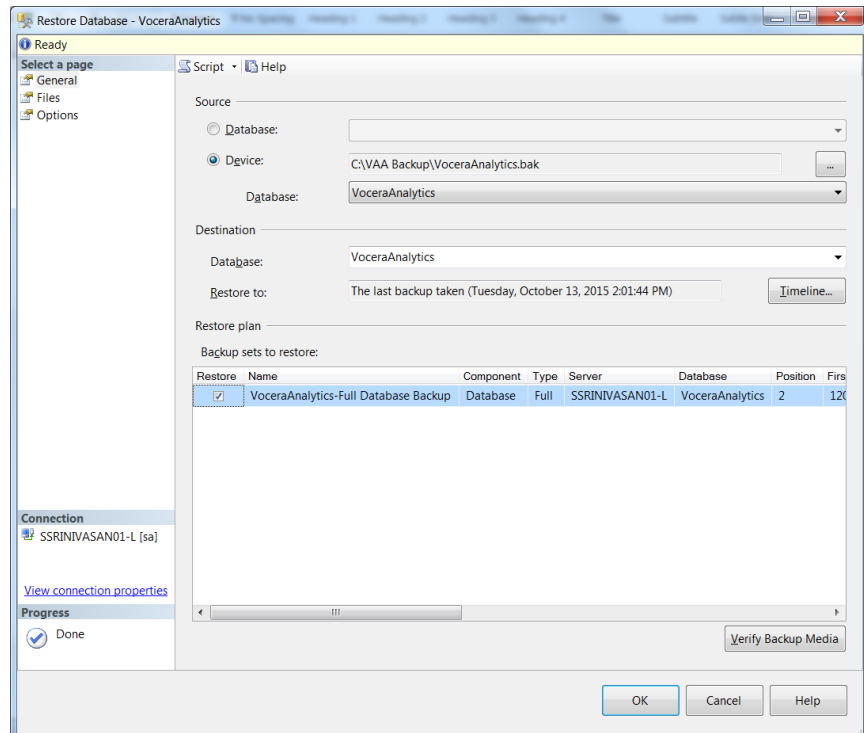 Restore Database - VoceraAnalytics
Ready
Select a page
General
Files
Options
Script Help
Source
Database:
Device: C:\VAA Backup\VoceraAnalytics.bak ...
Database: VoceraAnalytics
Destination
Database: VoceraAnalytics
Restore to: The last backup taken (Tuesday, October 13, 2015 2:01:44 PM) Timeline...
Restore plan
Backup sets to restore:
Restore Name Component Type Server Database Position Firs
VoceraAnalytics-Full Database Backup Database Full SSRINIVASAN01-L VoceraAnalytics 2 120
Connection
SSRINIVASAN01-L [sa]
View connection properties
Progress
Done
Verify Backup Media
OK Cancel Help